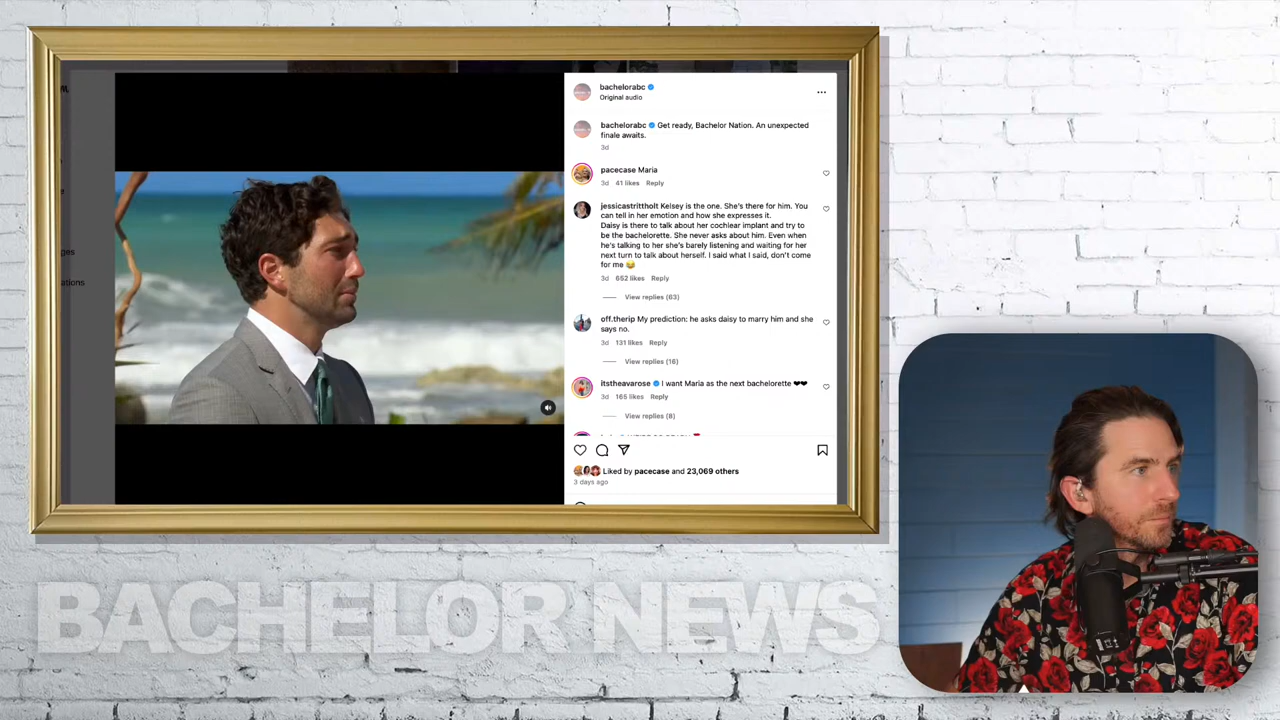 bachelorabc
Original audio
bachelorabc Get ready, Bachelor Nation. An unexpected
finale awaits.
3d
pacecase Maria
3d 41 likes Reply
jessicastrittholt Kelsey is the one. She's there for him. You
can tell in her emotion and how she expresses it.
Daisy is there to talk about her cochlear implant and try to
be the bachelorette. She never asks about him. Even when
he's talking to her she's barely listening and waiting for her
next turn to talk about herself. I said what I said, don't come
for me 😂
3d 652 likes Reply
View replies (63)
off.therip My prediction: he asks daisy to marry him and she
says no.
3d 131 likes Reply
View replies (16)
itstheavarose I want Maria as the next bachelorette ❤❤
3d 165 likes Reply
View replies (8)
Liked by pacecase and 23,069 others
3 days ago
ages
ations
BACHELOR NEWS